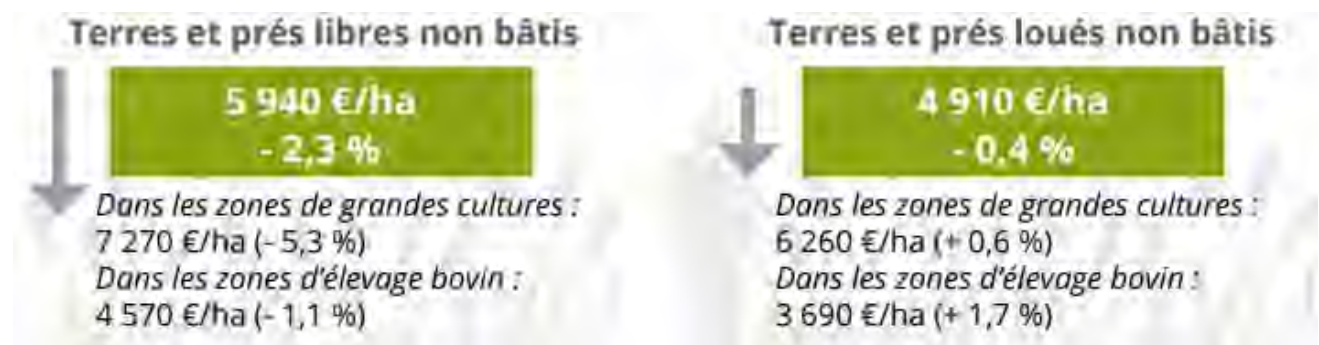 Terres et prés libres non bâtis
5 940 €/ha
- 2,3 %
Dans les zones de grandes cultures :
7 270 €/ha (- 5,3 %)
Dans les zones d'élevage bovin :
4 570 €/ha (- 1,1 %)
Terres et prés loués non bâtis
4 910 €/ha
- 0,4 %
Dans les zones de grandes cultures :
6 260 €/ha (+ 0,6 %)
Dans les zones d'élevage bovin :
3 690 €/ha (+ 1,7 %)